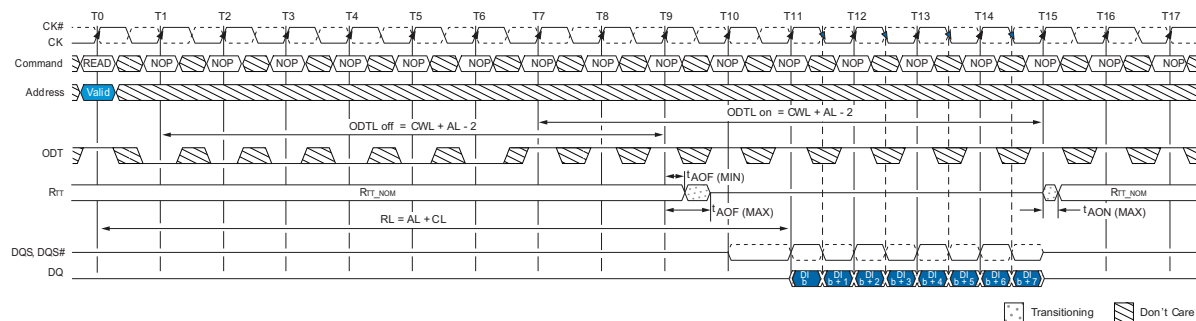 T0 T1 T2 T3 T4 T5 T6 T7 T8 T9 T10 T11 T12 T13 T14 T15 T16 T17
CK#
CK
Command READ NOP NOP NOP NOP NOP NOP NOP NOP NOP NOP NOP NOP NOP NOP NOP NOP NOP
Address Valid
ODTL off = CWL + AL - 2 ODTL on = CWL + AL - 2
ODT
tAOF (MIN)
RTT RTT_NOM RTT_NOM
RL = AL + CL tAOF (MAX) tAON (MAX)
DQS, DQS#
DQ DI b DI b + 1 DI b + 2 DI b + 3 DI b + 4 DI b + 5 DI b + 6 DI b + 7
Transitioning Don't Care